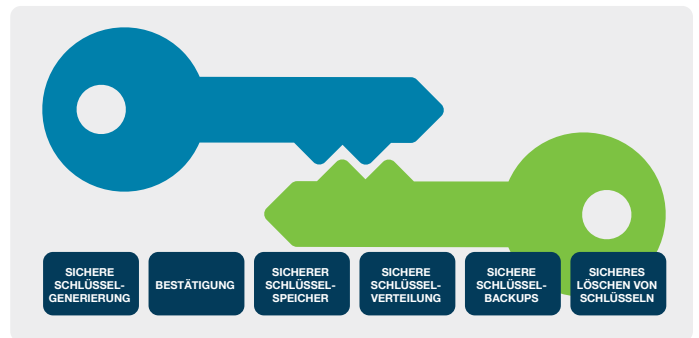 SICHERE
SCHLÜSSEL-
GENERIERUNG
BESTÄTIGUNG
SICHERER
SCHLÜSSEL-
SPEICHER
SICHERE
SCHLÜSSEL-
VERTEILUNG
SICHERE
SCHLÜSSEL-
BACKUPS
SICHERES
LÖSCHEN VON
SCHLÜSSELN